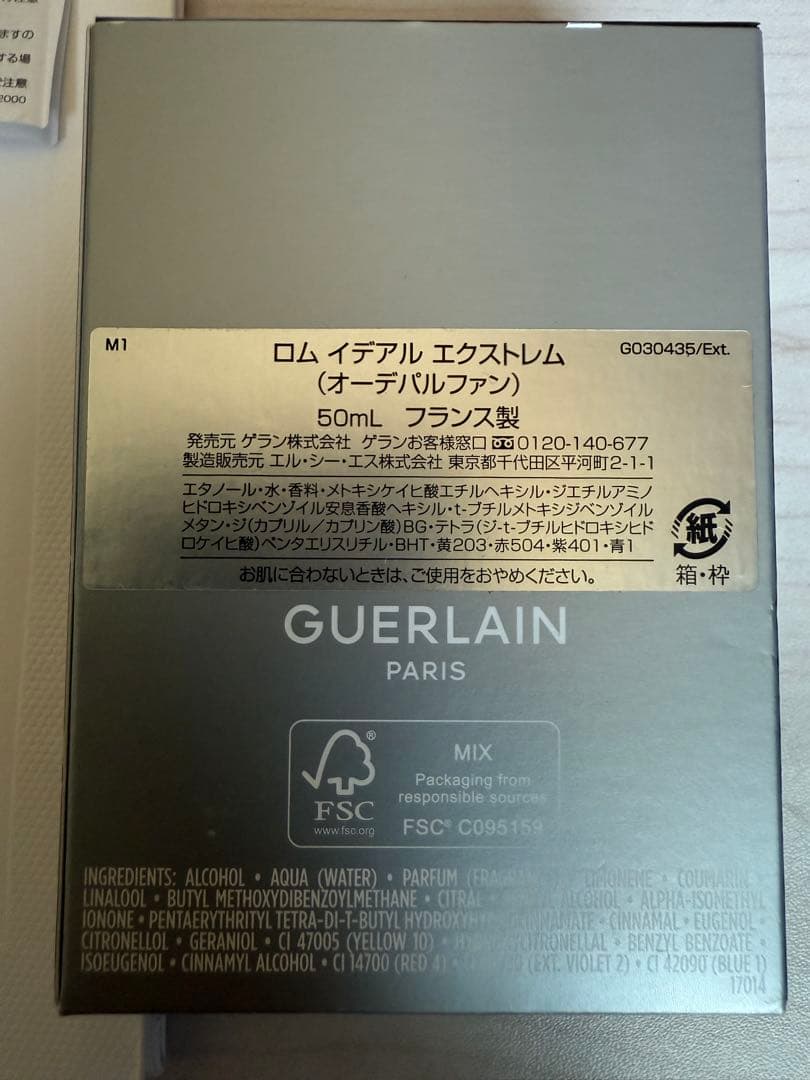 ますの
する場
注意
2000
M1
ロム イデアル エクストレム
G030435/Ext.
(オーデパルファン)
50mL フランス製
発売元 ゲラン株式会社 ゲランお客様窓口 0120-140-677
製造販売元 エル・シー・エス株式会社 東京都千代田区平河町2-1-1
エタノール・水・香料・メトキシケイヒ酸エチルヘキシル・ジエチルアミノ
ヒドロキシベンゾイル安息香酸ヘキシル・t-ブチルメトキシジベンゾイル
メタン・ジ(カプリル/カプリン酸)BG・テトラ(ジ-t-ブチルヒドロキシヒド
ロケイヒ酸)ペンタエリスリチル・BHT・黄203・赤504・紫401・青1
お肌に合わないときは、ご使用をおやめください。
紙
箱・枠
GUERLAIN
PARIS
FSC
www.fsc.org
®
MIX
Packaging from
responsible sources
FSC® C095159
INGREDIENTS: ALCOHOL • AQUA (WATER) • PARFUM • LIMONENE • COUMARIN •
LINALOOL • BUTYL METHOXYDIBENZOYLMETHANE • CITRAL • ALCOHOL • ALPHA-ISOMETHYL
IONONE • PENTAERYTHRITYL TETRA-DI-T-BUTYL • CINNAMAL • EUGENOL •
CITRONELLOL • GERANIOL • CI 47005 (YELLOW 10) • BENZYL BENZOATE •
ISOEUGENOL • CINNAMYL ALCOHOL • CI 14700 (RED 4) • (EXT. VIOLET 2) • CI 42090 (BLUE 1)
17014